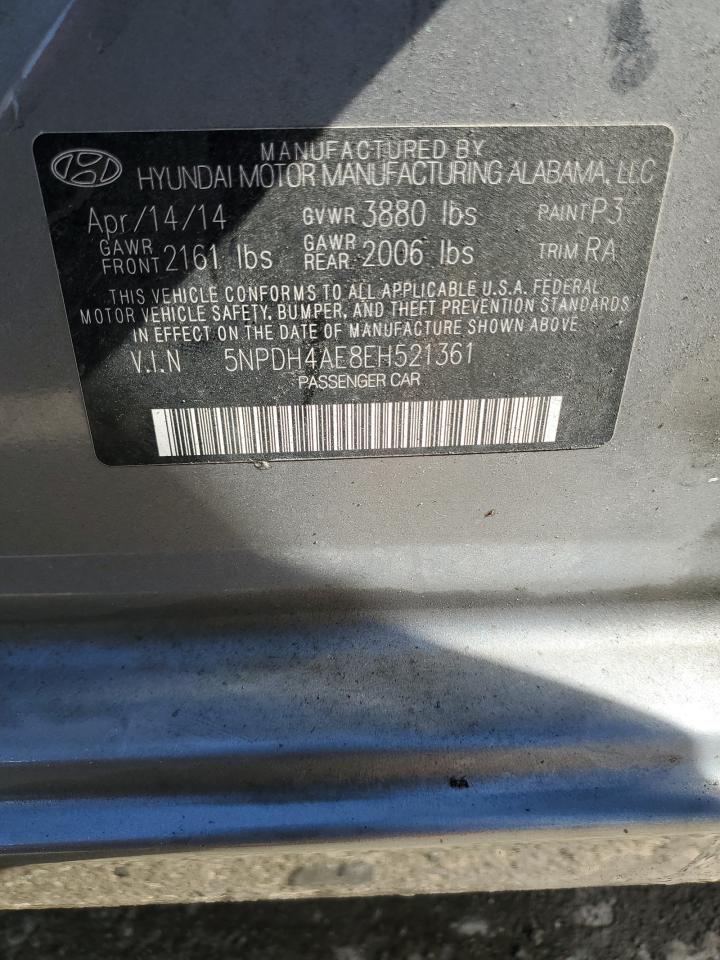 MANUFACTURED BY
HYUNDAI MOTOR MANUFACTURING ALABAMA, LLC
Apr/14/14 GVWR 3880 lbs PAINT P3
GAWR FRONT 2161 lbs GAWR REAR 2006 lbs TRIM RA
THIS VEHICLE CONFORMS TO ALL APPLICABLE U.S.A. FEDERAL
MOTOR VEHICLE SAFETY, BUMPER, AND THEFT PREVENTION STANDARDS
IN EFFECT ON THE DATE OF MANUFACTURE SHOWN ABOVE
V.I.N 5NPDH4AE8EH521361
PASSENGER CAR